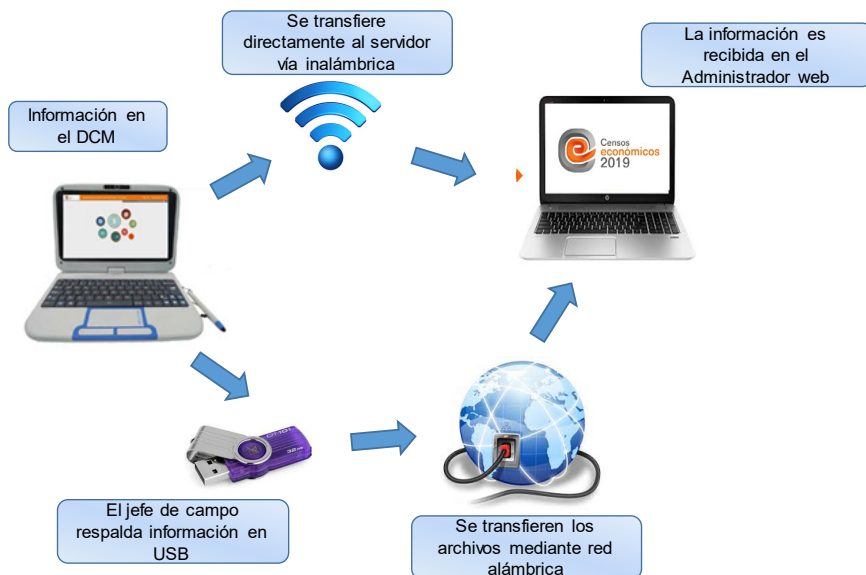 Se transfiere
directamente al servidor
vía inalámbrica
La información es
recibida en el
Administrador web
Información en
el DCM
Censos
económicos
2019
El jefe de campo
respalda información en
USB
Se transfieren los
archivos mediante red
alámbrica